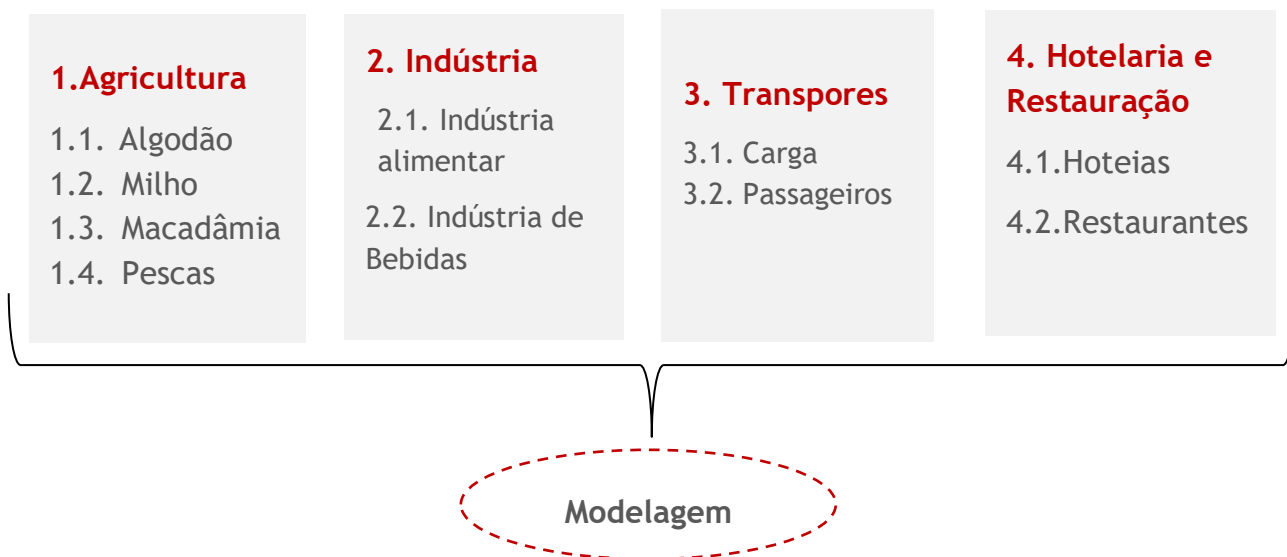 1.Agricultura
1.1. Algodão
1.2. Milho
1.3. Macadâmia
1.4. Pescas
2. Indústria
2.1. Indústria
alimentar
2.2. Indústria de
Bebidas
3. Transpores
3.1. Carga
3.2. Passageiros
4. Hotelaria e
Restauração
4.1.Hoteias
4.2.Restaurantes
Modelagem